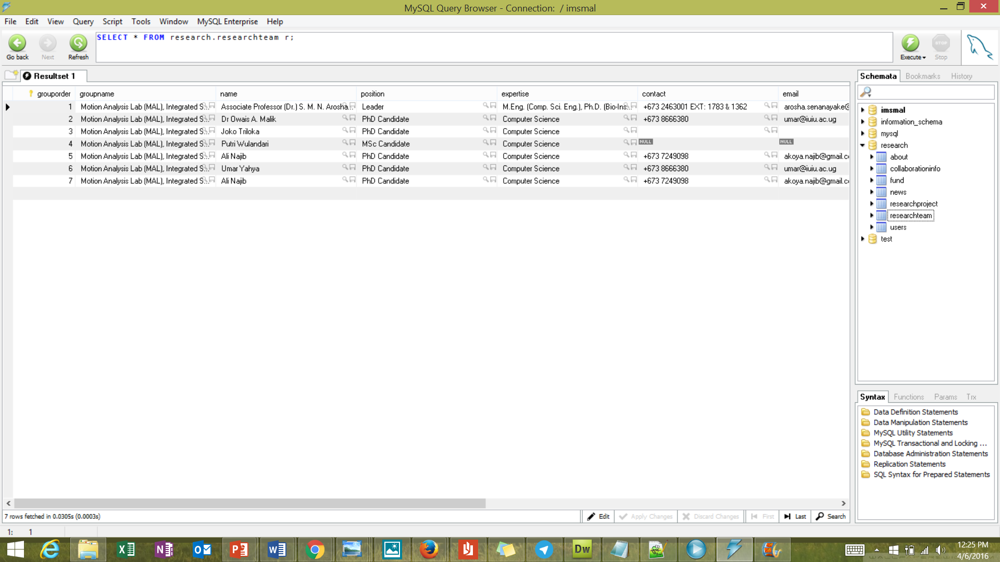 MySQL Query Browser - Connection:  / imsmal
File Edit View Query Script Tools Window MySQL Enterprise Help
SELECT * FROM research.researchteam r;
Go back Next Refresh Execute Stop
STOP
Resultset 1
grouporder groupname name position expertise contact email
1 Motion Analysis Lab (MAL), Integrated S... Associate Professor (Dr.) S. M. N. Arosha... Leader M.Eng. (Comp. Sci. Eng.), Ph.D. (Bio-Ins... +673 2463001 EXT: 1783 & 1362 arosha.senanayake@
2 Motion Analysis Lab (MAL), Integrated S... Dr Owais A. Malik PhD Candidate Computer Science +673 8666380 umar@iuiu.ac.ug
3 Motion Analysis Lab (MAL), Integrated S... Joko Triloka PhD Candidate Computer Science
4 Motion Analysis Lab (MAL), Integrated S... Putri Wulandari MSc Candidate Computer Science NULL NULL
5 Motion Analysis Lab (MAL), Integrated S... Ali Najib PhD Candidate Computer Science +673 7249098 akoya.najib@gmail.c
6 Motion Analysis Lab (MAL), Integrated S... Umar Yahya PhD Candidate Computer Science +673 8666380 umar@iuiu.ac.ug
7 Motion Analysis Lab (MAL), Integrated S... Ali Najib PhD Candidate Computer Science +673 7249098 akoya.najib@gmail.c
Schemata Bookmarks History
imsmal
information_schema
mysql
research
about
collaborationinfo
fund
news
researchproject
researchteam
users
test
Syntax Functions Params Trx
Data Definition Statements
Data Manipulation Statements
MySQL Utility Statements
MySQL Transactional and Locking ...
Database Administration Statements
Replication Statements
SQL Syntax for Prepared Statements
7 rows fetched in 0.0305s (0.0003s)
Edit Apply Changes Discard Changes First Last Search
1: 1
Dw
12:25 PM
4/6/2016